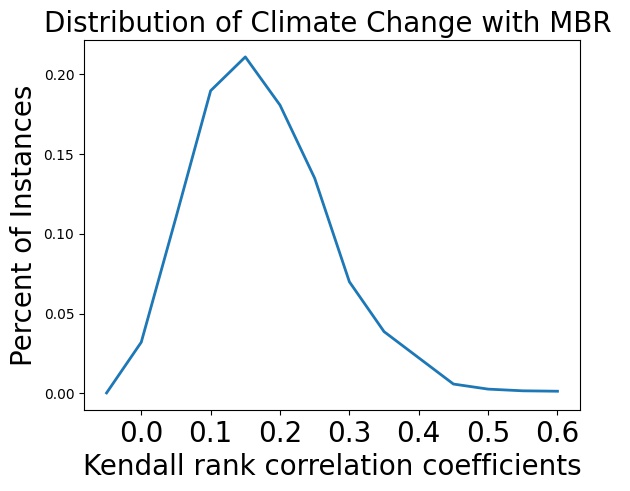 Distribution of Climate Change with MBR
Percent of Instances
0.20
0.15
0.10
0.05
0.00
0.0 0.1 0.2 0.3 0.4 0.5 0.6
Kendall rank correlation coefficients